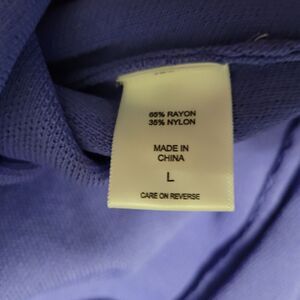 65% RAYON
35% NYLON
MADE IN
CHINA
L
CARE ON REVERSE